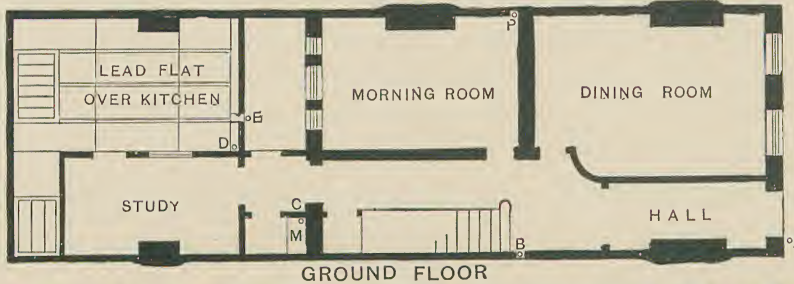 LEAD FLAT
OVER KITCHEN
MORNING ROOM
DINING ROOM
STUDY
HALL
P
E
D
C
M
B
GROUND FLOOR